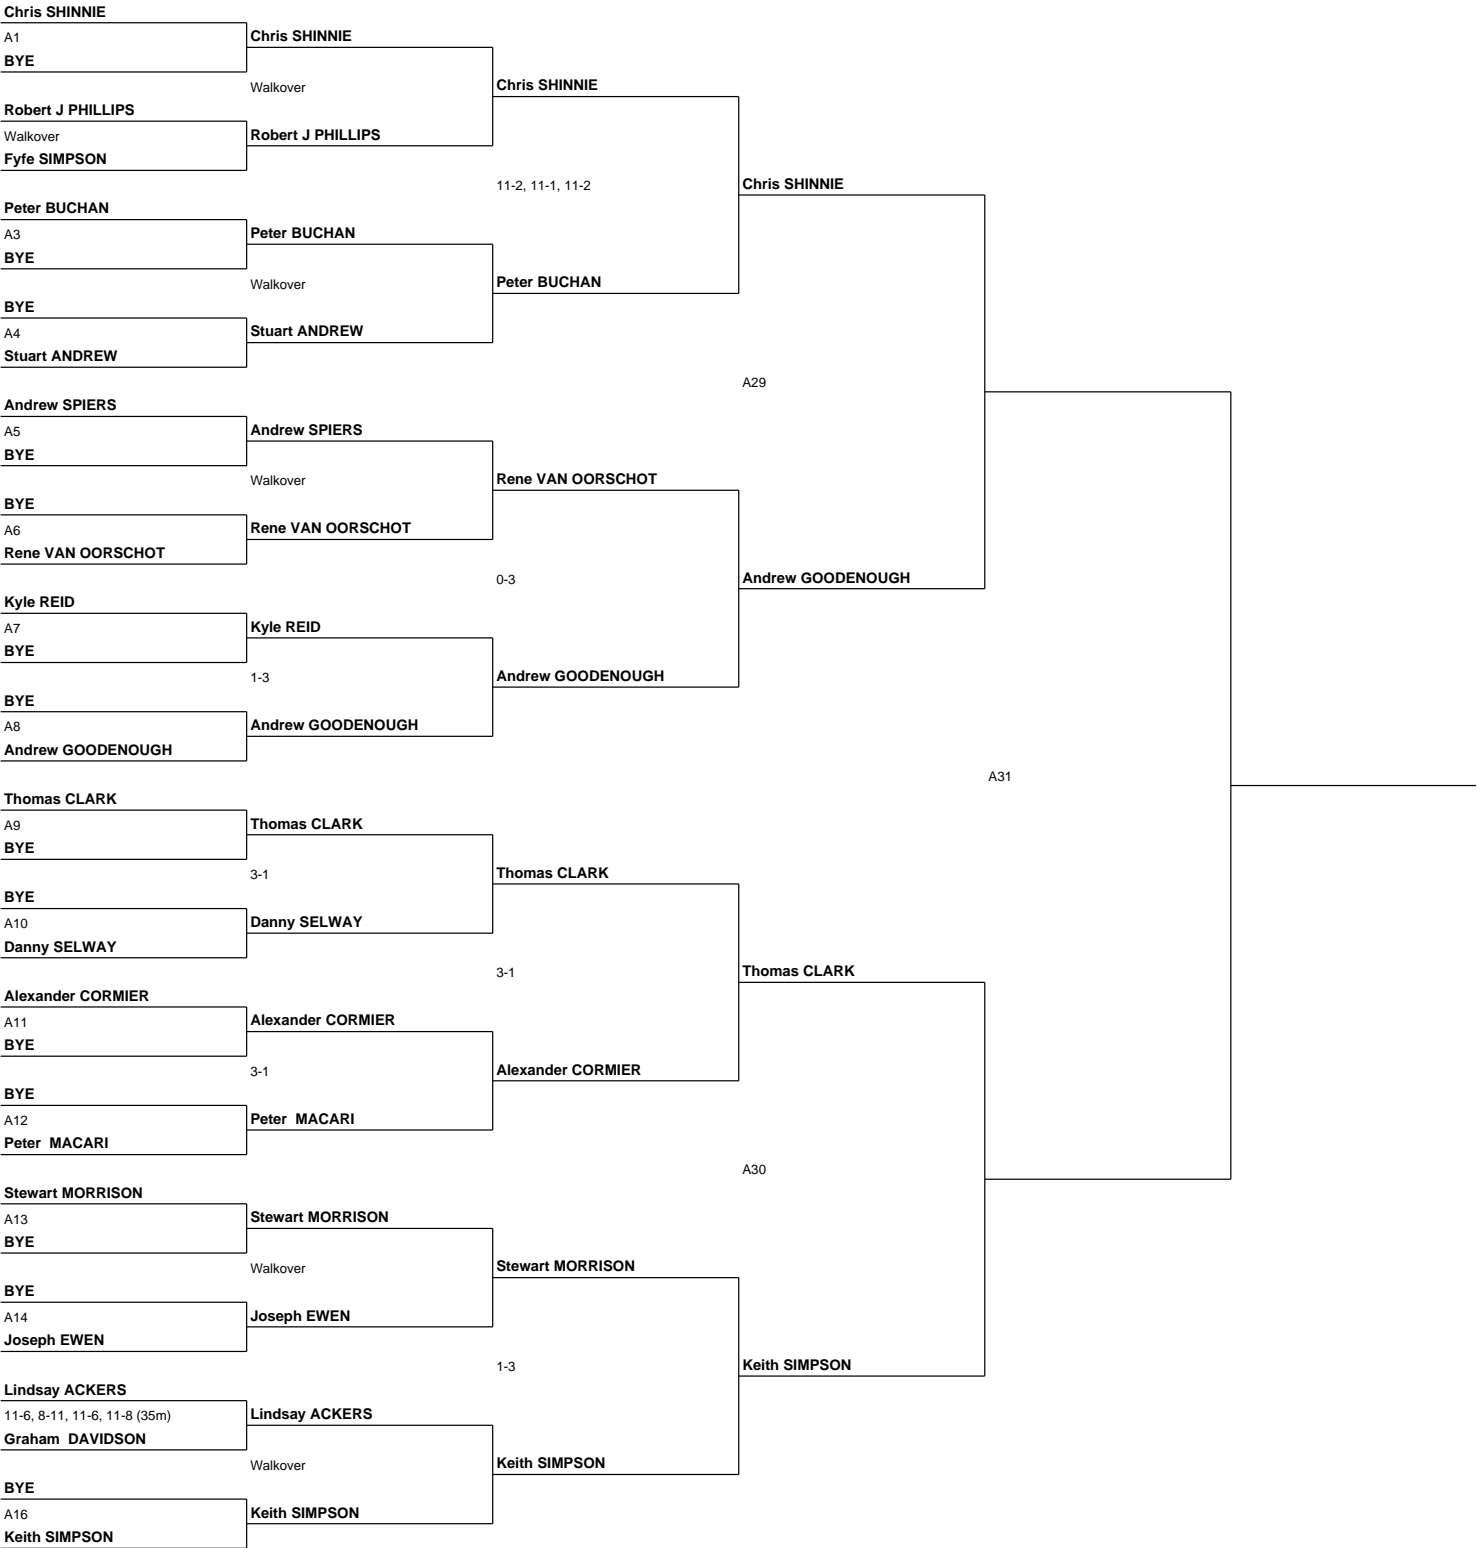 Chris SHINNIE
A1
BYE
Robert J PHILLIPS
Walkover
Fyfe SIMPSON
Peter BUCHAN
A3
BYE
BYE
A4
Stuart ANDREW
Andrew SPIERS
A5
BYE
BYE
A6
Rene VAN OORSCHOT
Kyle REID
A7
BYE
BYE
A8
Andrew GOODENOUGH
Thomas CLARK
A9
BYE
BYE
A10
Danny SELWAY
Alexander CORMIER
A11
BYE
BYE
A12
Peter  MACARI
Stewart MORRISON
A13
BYE
BYE
A14
Joseph EWEN
Lindsay ACKERS
11-6, 8-11, 11-6, 11-8 (35m)
Graham  DAVIDSON
BYE
A16
Keith SIMPSON
Chris SHINNIE
Walkover
Robert J PHILLIPS
Peter BUCHAN
Walkover
Stuart ANDREW
Andrew SPIERS
Walkover
Rene VAN OORSCHOT
Kyle REID
1-3
Andrew GOODENOUGH
Thomas CLARK
3-1
Danny SELWAY
Alexander CORMIER
3-1
Peter  MACARI
Stewart MORRISON
Walkover
Joseph EWEN
Lindsay ACKERS
Walkover
Keith SIMPSON
Chris SHINNIE
11-2, 11-1, 11-2
Peter BUCHAN
Rene VAN OORSCHOT
0-3
Andrew GOODENOUGH
Thomas CLARK
3-1
Alexander CORMIER
Stewart MORRISON
1-3
Keith SIMPSON
Chris SHINNIE
A29
Andrew GOODENOUGH
Thomas CLARK
A30
Keith SIMPSON
A31